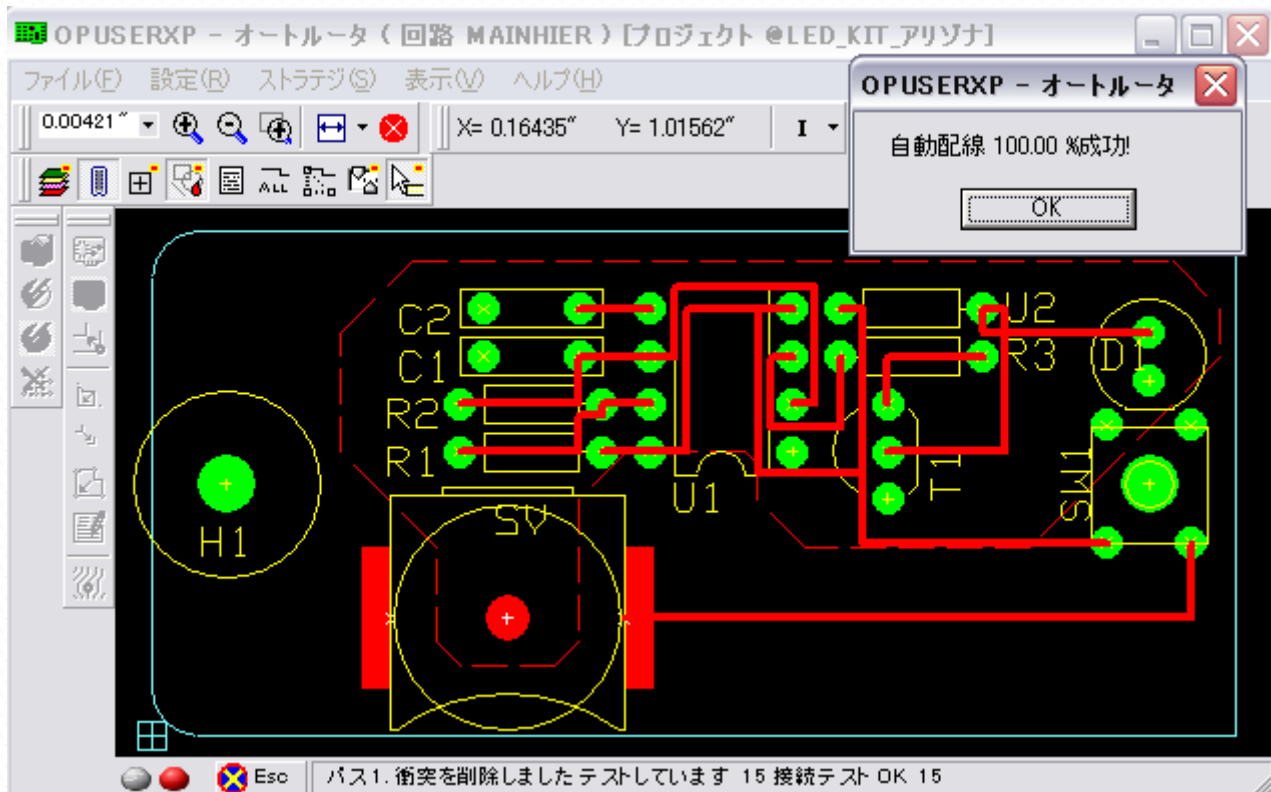 OPUSERXP - オートルータ ( 回路 MAINHIER ) [プロジェクト @LED_KIT_アリゾナ]
ファイル(F) 設定(R) ストラテジ(S) 表示(V) ヘルプ(H)
OPUSERXP - オートルータ
自動配線 100.00 %成功!
OK
0.00421" X= 0.16435" Y= 1.01562" I
ALL
C2
U2
C1
R3
D1
R2
R1
U1
T1
SW1
H1
5V
Esc パス1. 衝突を削除しました テストしています 15 接続テスト OK 15